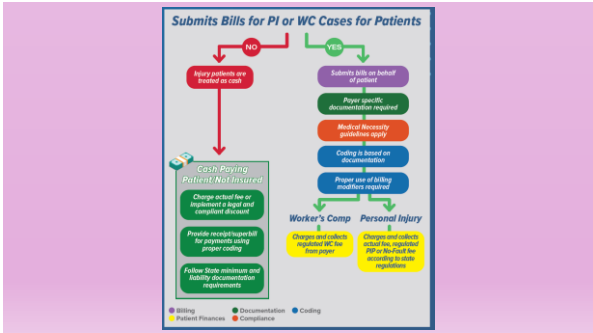 Submits Bills for PI or WC Cases for Patients
NO
YES
Injury patients are
treated as cash
Submits bills on behalf
of patient
Payer specific
documentation required
Medical Necessity
guidelines apply
Coding is based on
documentation
Proper use of billing
modifiers required
Cash Paying
Patient/Not Insured
Charge actual fee or
implement a legal and
compliant discount
Provide receipt/superbill
for payments using
proper coding
Follow State minimum and
liability documentation
requirements
Worker's Comp
Charges and collects
regulated WC fee
from payer
Personal Injury
Charges and collects
actual fee, regulated
PIP or No-Fault fee
according to state
regulations
Billing
Documentation
Coding
Patient Finances
Compliance